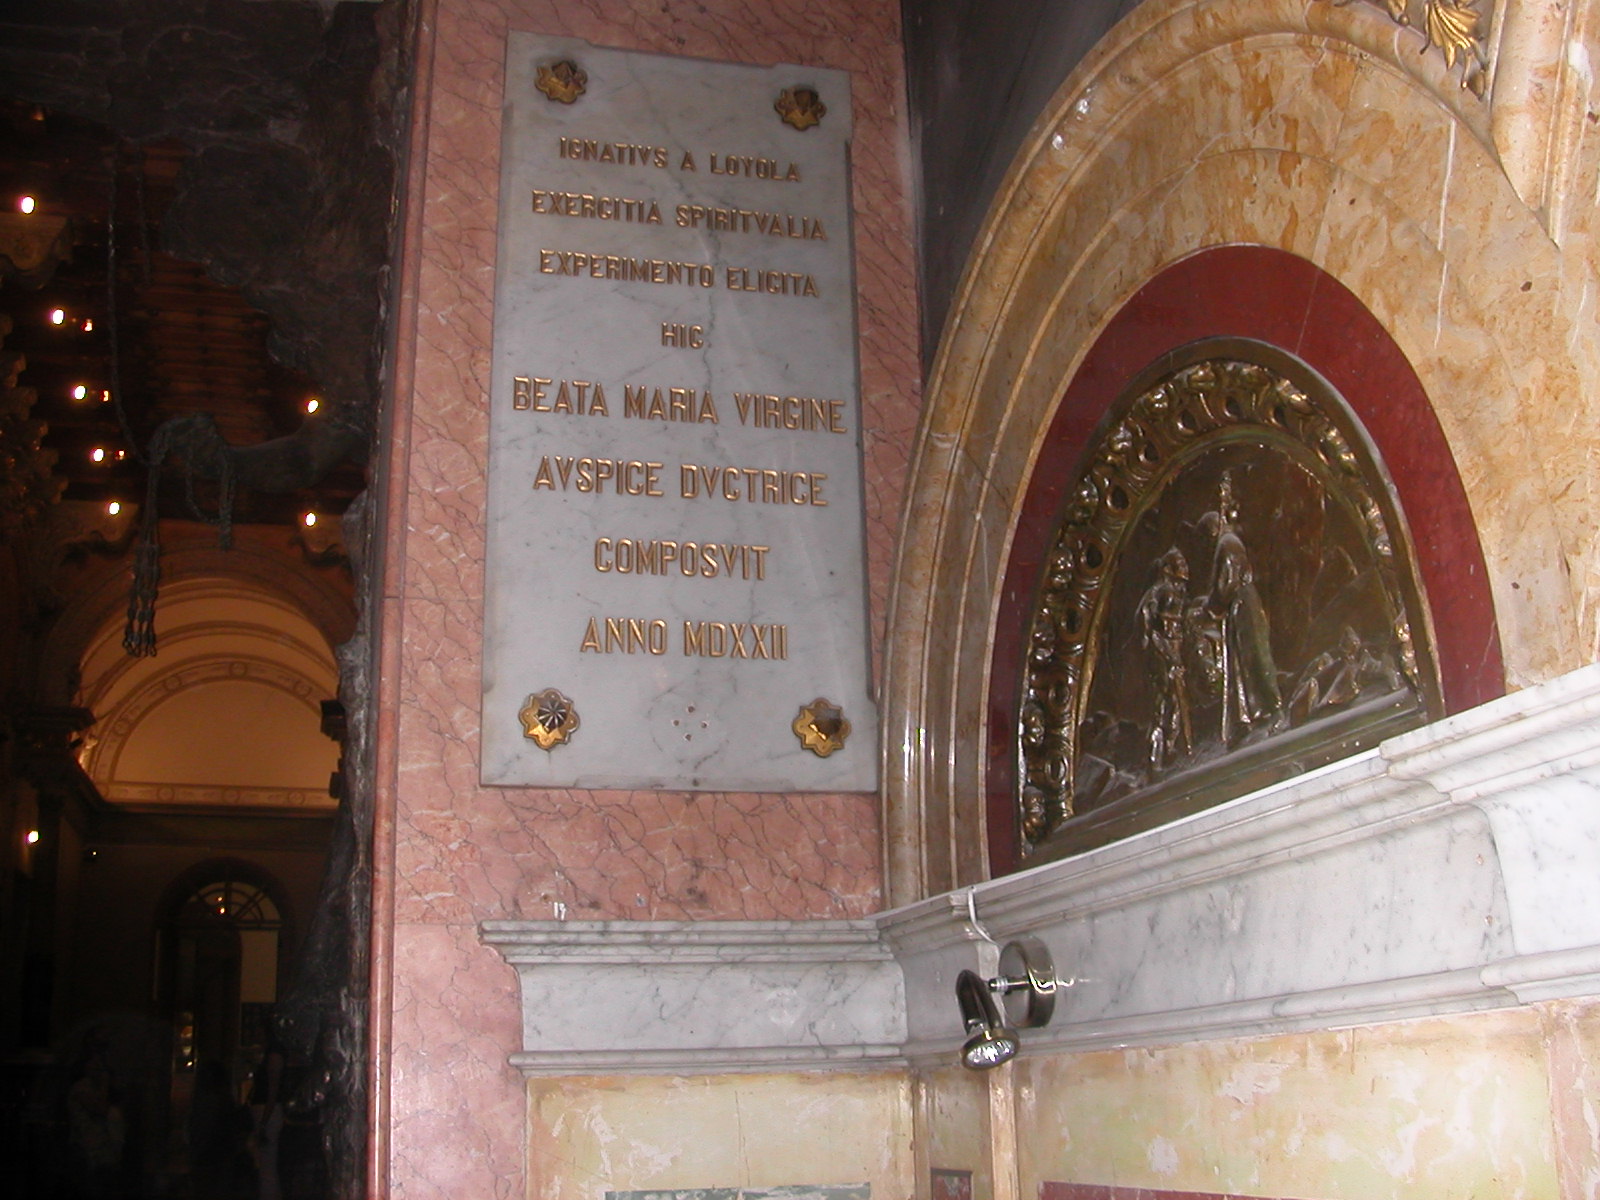 IGNATIVS A LOYOLA
EXERCITIA SPIRITVALIA
EXPERIMENTO ELICITA
HIC
BEATA MARIA VIRGINE
AVSPICE DVCTRICE
COMPOSVIT
ANNO MDXXII